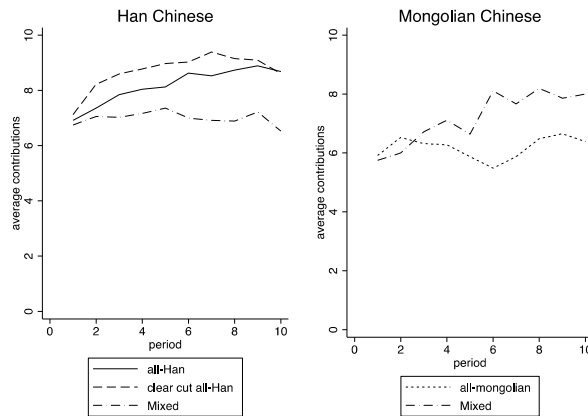 Han Chinese
average contributions
0
2
4
6
8
10
0 2 4 6 8 10
period
all-Han
clear cut all-Han
Mixed
Mongolian Chinese
average contributions
0
2
4
6
8
10
0 2 4 6 8 10
period
all-mongolian
Mixed